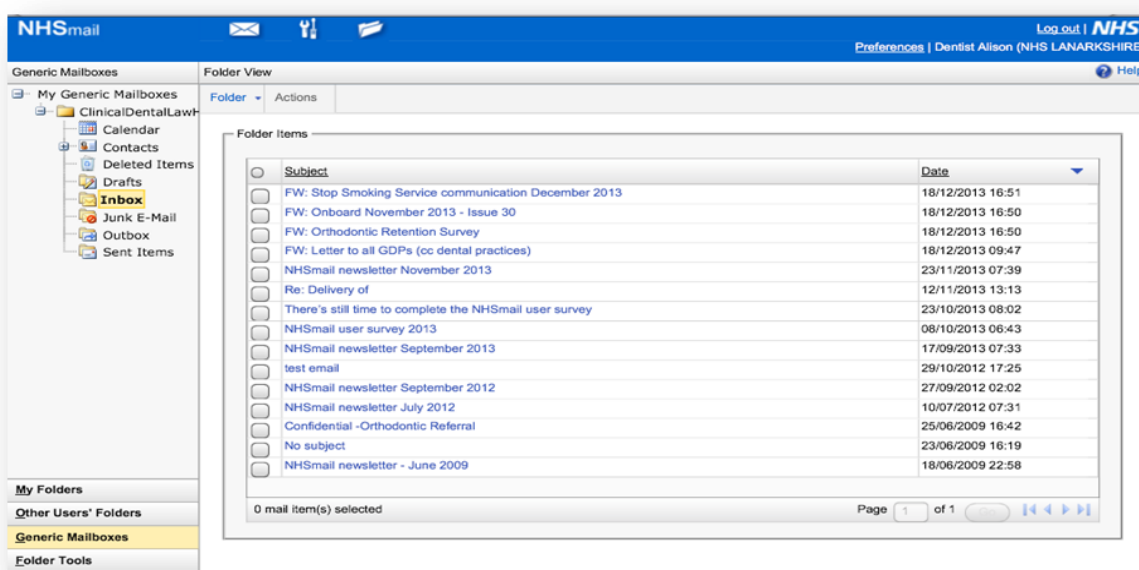 NHSmail
Log out | NHS
Preferences | Dentist Alison (NHS LANARKSHIRE
Generic Mailboxes
Folder View
Help
My Generic Mailboxes
ClinicalDentalLawH
Calendar
Contacts
Deleted Items
Drafts
Inbox
Junk E-Mail
Outbox
Sent Items
My Folders
Other Users' Folders
Generic Mailboxes
Folder Tools
Folder Actions
Folder Items
Subject Date
FW: Stop Smoking Service communication December 2013 18/12/2013 16:51
FW: Onboard November 2013 - Issue 30 18/12/2013 16:50
FW: Orthodontic Retention Survey 18/12/2013 16:50
FW: Letter to all GDPs (cc dental practices) 18/12/2013 09:47
NHSmail newsletter November 2013 23/11/2013 07:39
Re: Delivery of 12/11/2013 13:13
There's still time to complete the NHSmail user survey 23/10/2013 08:02
NHSmail user survey 2013 08/10/2013 06:43
NHSmail newsletter September 2013 17/09/2013 07:33
test email 29/10/2012 17:25
NHSmail newsletter September 2012 27/09/2012 02:02
NHSmail newsletter July 2012 10/07/2012 07:31
Confidential -Orthodontic Referral 25/06/2009 16:42
No subject 23/06/2009 16:19
NHSmail newsletter - June 2009 18/06/2009 22:58
0 mail item(s) selected
Page 1 of 1 Go